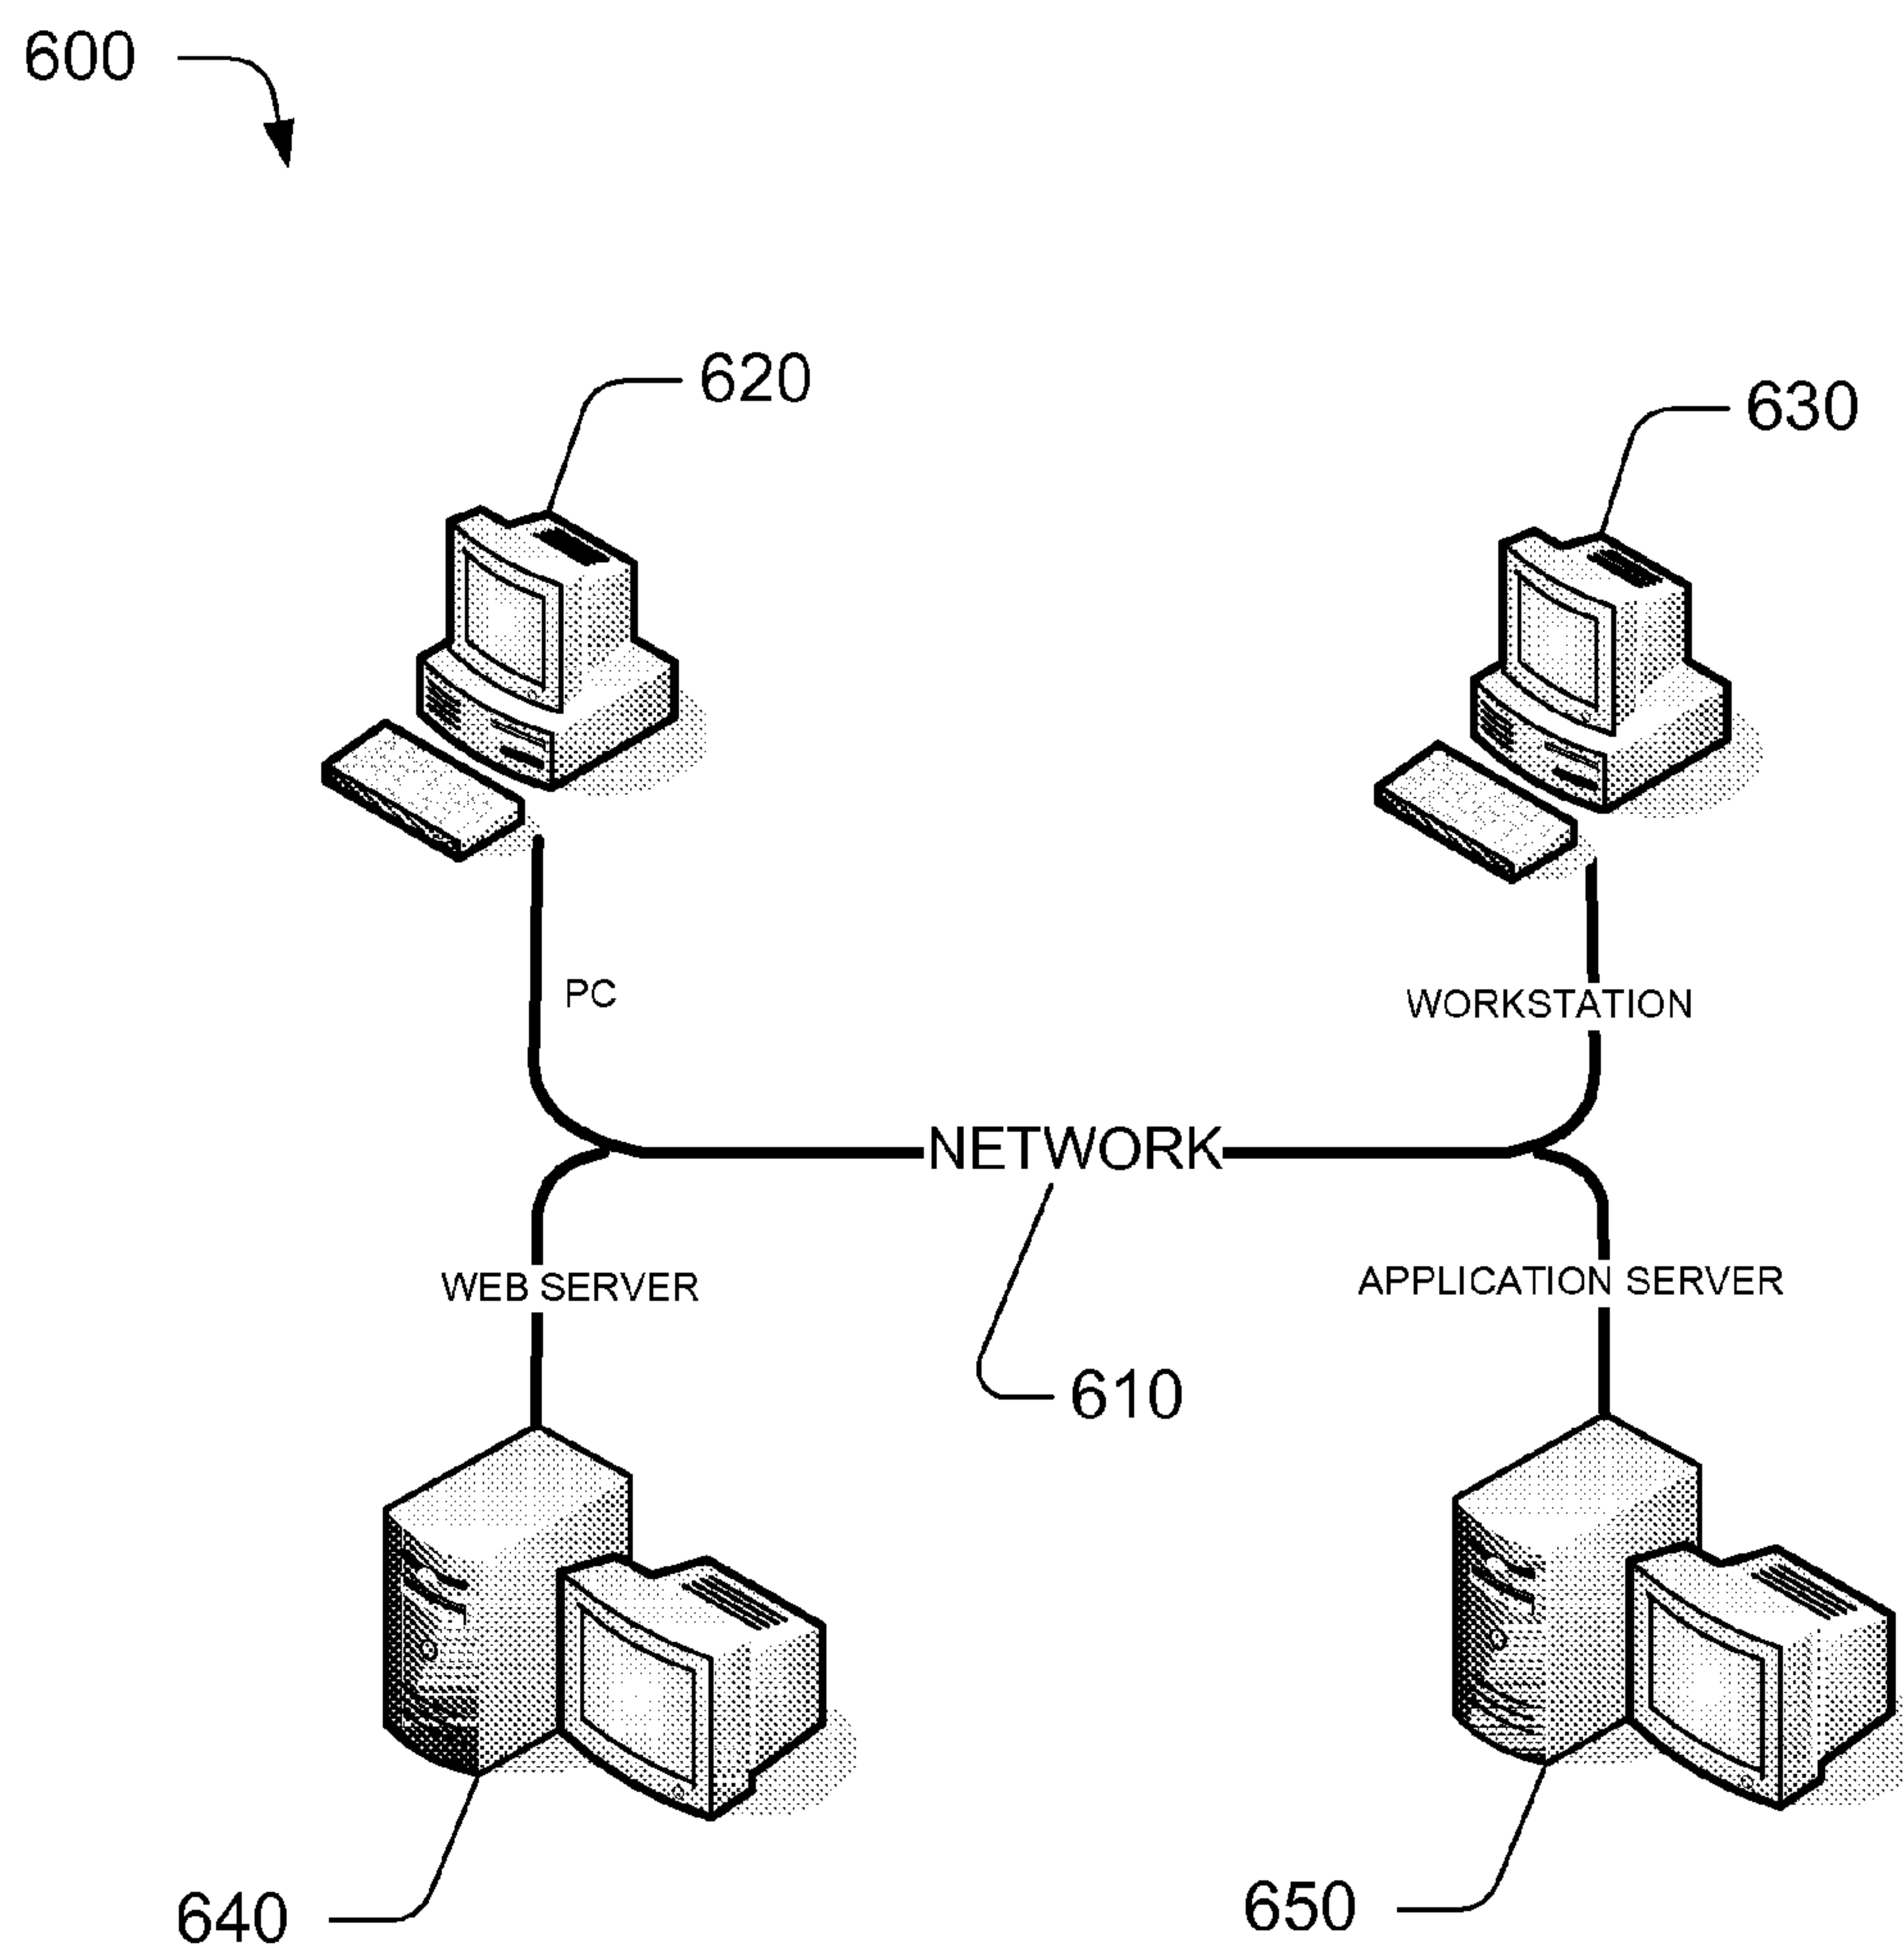 600
620
630
PC
WORKSTATION
NETWORK
WEB SERVER
APPLICATION SERVER
610
640
650